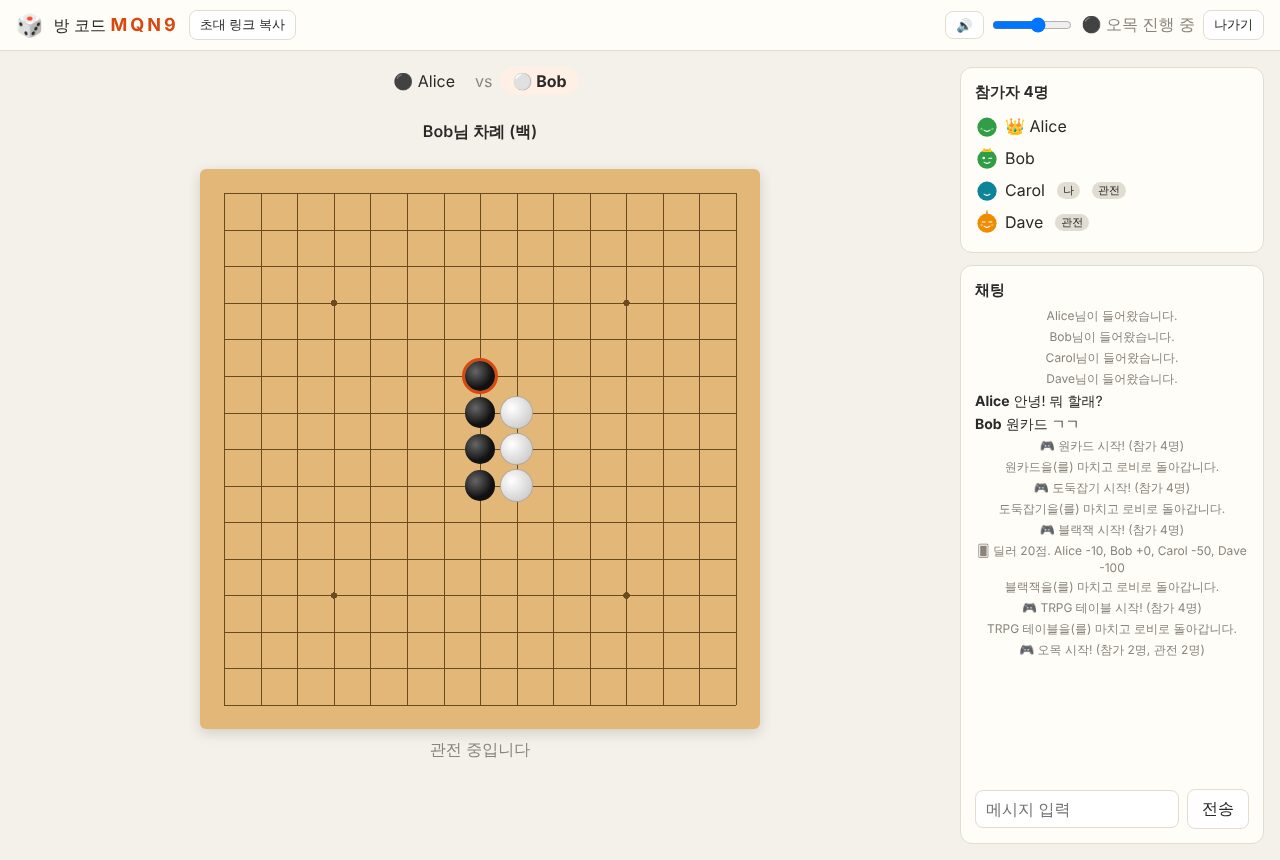 🎲 방 코드 MQN9 초대 링크 복사
🔊 ⚫ 오목 진행 중 나가기
⚫ Alice vs ⚪ Bob
Bob님 차례 (백)
관전 중입니다
참가자 4명
👑 Alice
Bob
Carol 나 관전
Dave 관전
채팅
Alice님이 들어왔습니다.
Bob님이 들어왔습니다.
Carol님이 들어왔습니다.
Dave님이 들어왔습니다.
Alice 안녕! 뭐 할래?
Bob 원카드 ㄱㄱ
🎮 원카드 시작! (참가 4명)
원카드을(를) 마치고 로비로 돌아갑니다.
🎮 도둑잡기 시작! (참가 4명)
도둑잡기을(를) 마치고 로비로 돌아갑니다.
🎮 블랙잭 시작! (참가 4명)
🂠 딜러 20점. Alice -10, Bob +0, Carol -50, Dave
-100
블랙잭을(를) 마치고 로비로 돌아갑니다.
🎮 TRPG 테이블 시작! (참가 4명)
TRPG 테이블을(를) 마치고 로비로 돌아갑니다.
🎮 오목 시작! (참가 2명, 관전 2명)
메시지 입력 전송